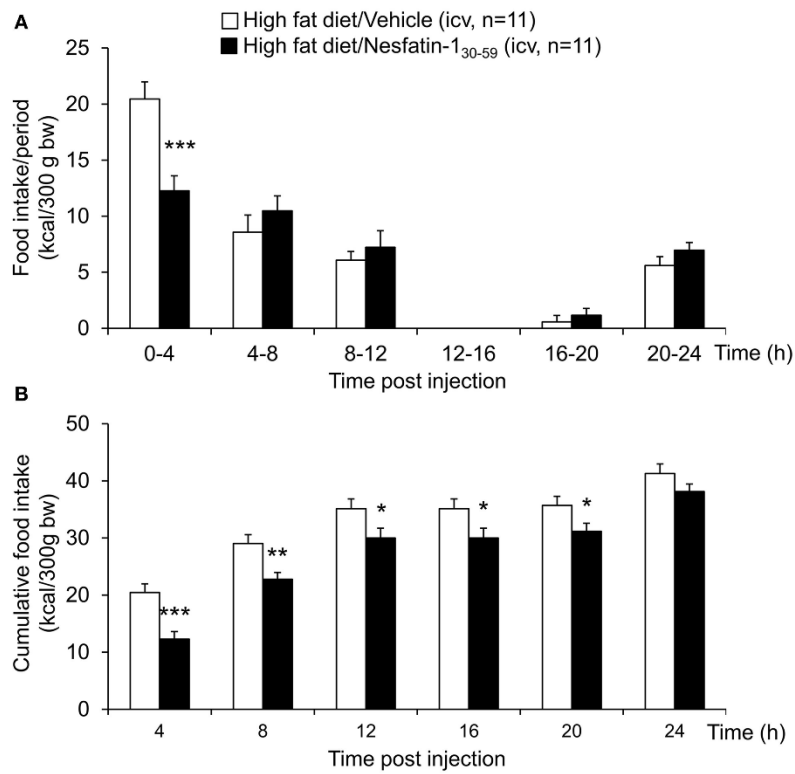 A
High fat diet/Vehicle (icv, n=11)
High fat diet/Nesfatin-1₃₀₋₅₉ (icv, n=11)
Food intake/period
(kcal/300 g bw)
25
20
15
10
5
0
***
0-4 4-8 8-12 12-16 16-20 20-24 Time (h)
Time post injection
B
Cumulative food intake
(kcal/300g bw)
50
40
30
20
10
0
*** ** * * *
4 8 12 16 20 24 Time (h)
Time post injection